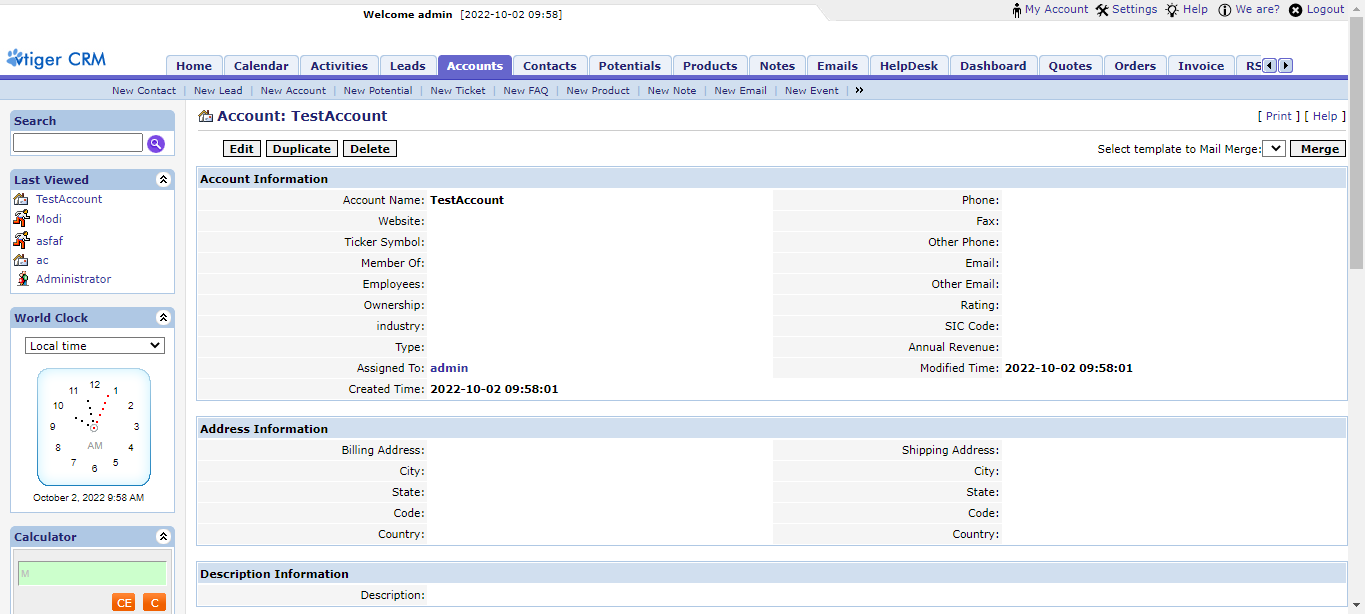 Welcome admin [2022-10-02 09:58]
My Account Settings Help We are? Logout
vtiger CRM
Home Calendar Activities Leads Accounts Contacts Potentials Products Notes Emails HelpDesk Dashboard Quotes Orders Invoice RS
New Contact | New Lead | New Account | New Potential | New Ticket | New FAQ | New Product | New Note | New Email | New Event | »
Search
Last Viewed
TestAccount
Modi
asfaf
ac
Administrator
World Clock
Local time
12
11 1
10 2
9 3
AM
8 4
7 5
6
October 2, 2022 9:58 AM
Calculator
M
CE C
Account: TestAccount
[ Print ] [ Help ]
Edit Duplicate Delete
Select template to Mail Merge: Merge
Account Information
Account Name: TestAccount Phone:
Website: Fax:
Ticker Symbol: Other Phone:
Member Of: Email:
Employees: Other Email:
Ownership: Rating:
industry: SIC Code:
Type: Annual Revenue:
Assigned To: admin Modified Time: 2022-10-02 09:58:01
Created Time: 2022-10-02 09:58:01
Address Information
Billing Address: Shipping Address:
City: City:
State: State:
Code: Code:
Country: Country:
Description Information
Description: